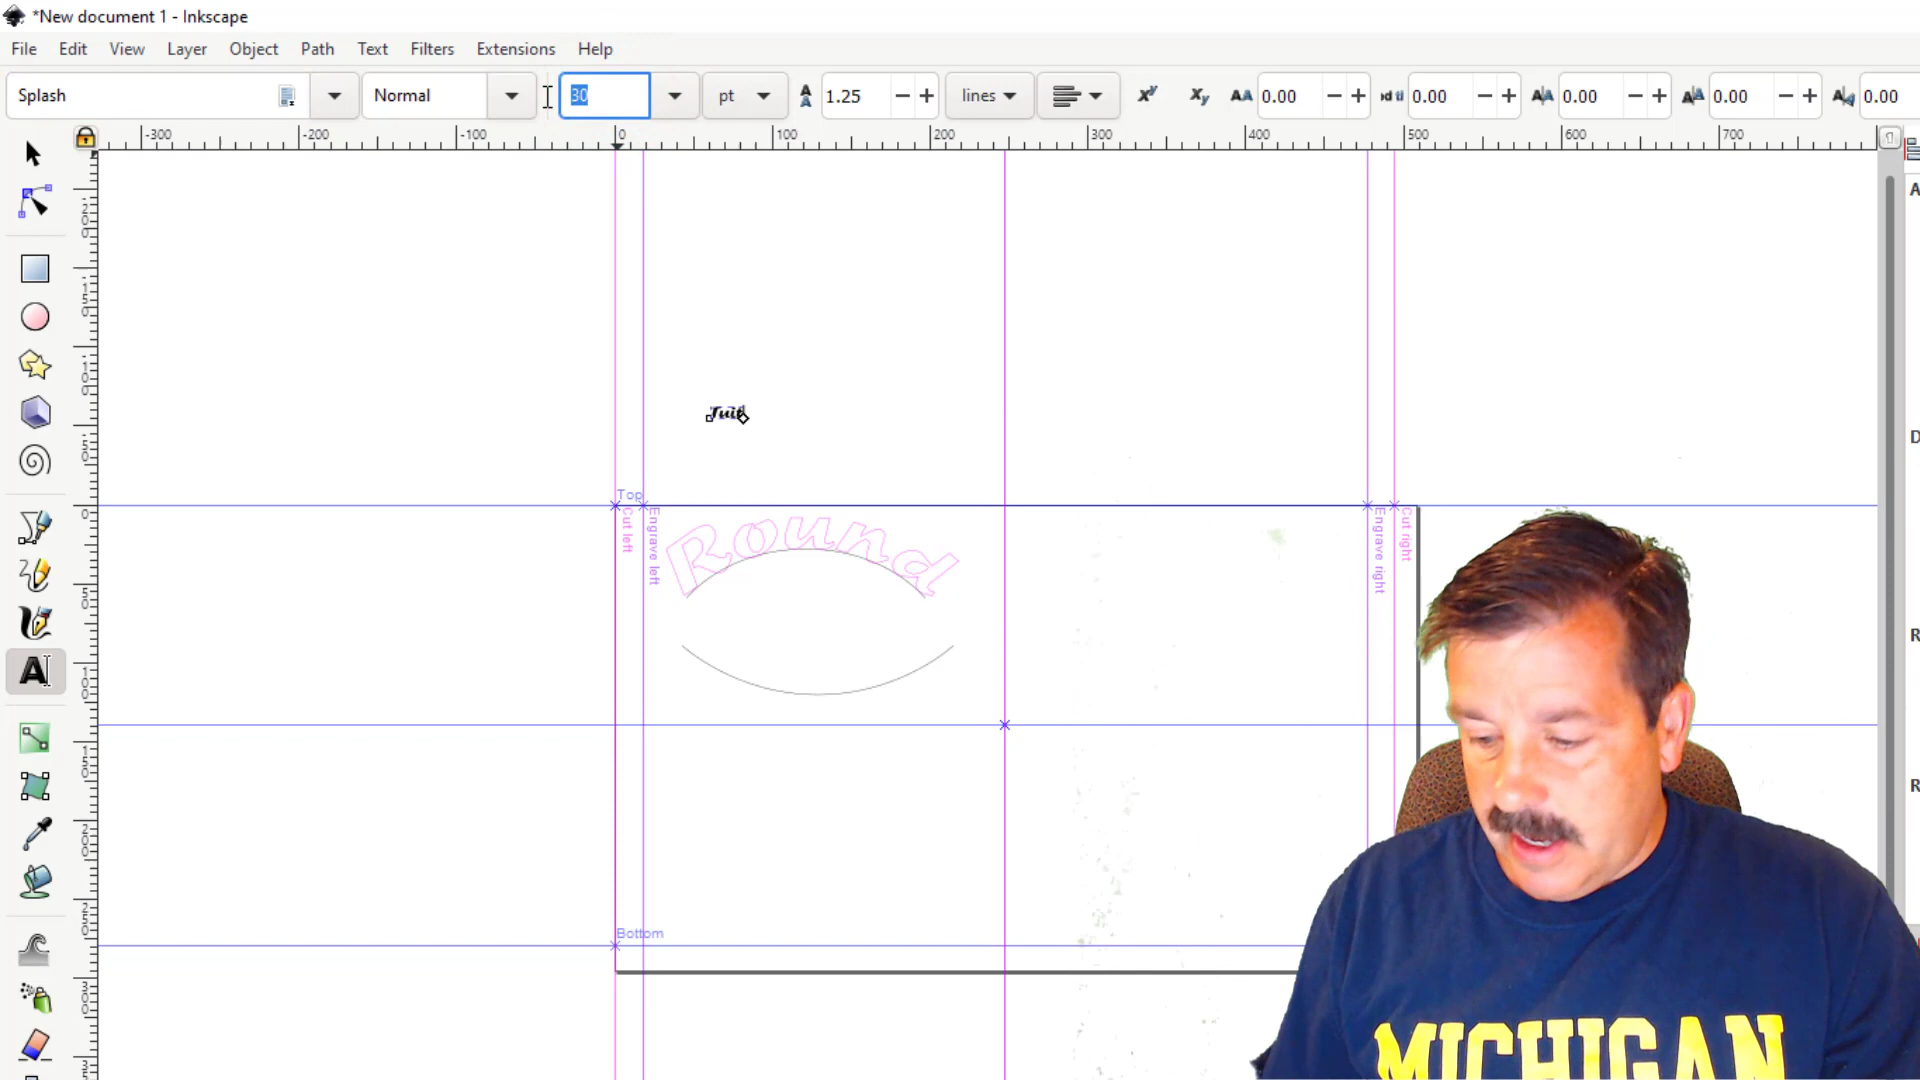 *New document 1 - Inkscape
File Edit View Layer Object Path Text Filters Extensions Help
Splash Normal 30 pt 1.25 lines 0.00 0.00 0.00 0.00 0.00
-300 -200 -100 0 100 200 300 400 500 600 700
Tuit
Top
Cut left
Engrave left
Round
Engrave right
Cut right
Bottom
MICHIGAN